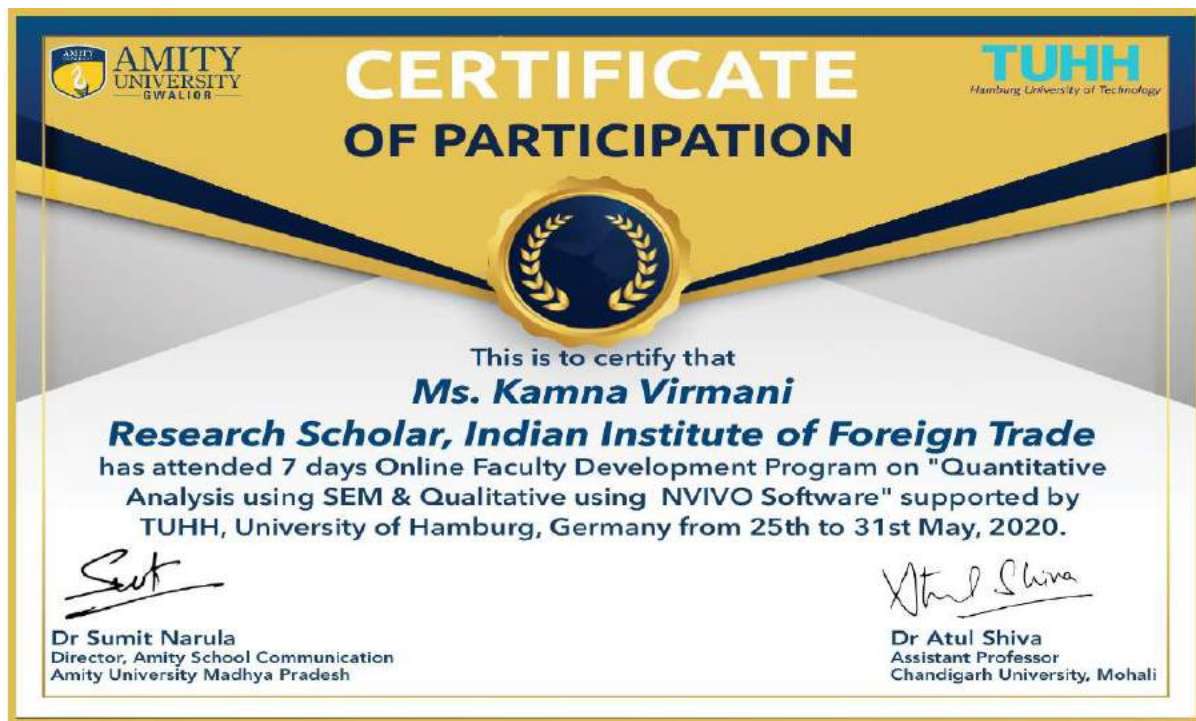 AMITY
UNIVERSITY
GWALIOR
CERTIFICATE
OF PARTICIPATION
TUHH
Hamburg University of Technology
This is to certify that
Ms. Kamna Virmani
Research Scholar, Indian Institute of Foreign Trade
has attended 7 days Online Faculty Development Program on "Quantitative
Analysis using SEM & Qualitative using NVIVO Software" supported by
TUHH, University of Hamburg, Germany from 25th to 31st May, 2020.
Atul Shiva
Dr Sumit Narula
Director, Amity School Communication
Amity University Madhya Pradesh
Dr Atul Shiva
Assistant Professor
Chandigarh University, Mohali